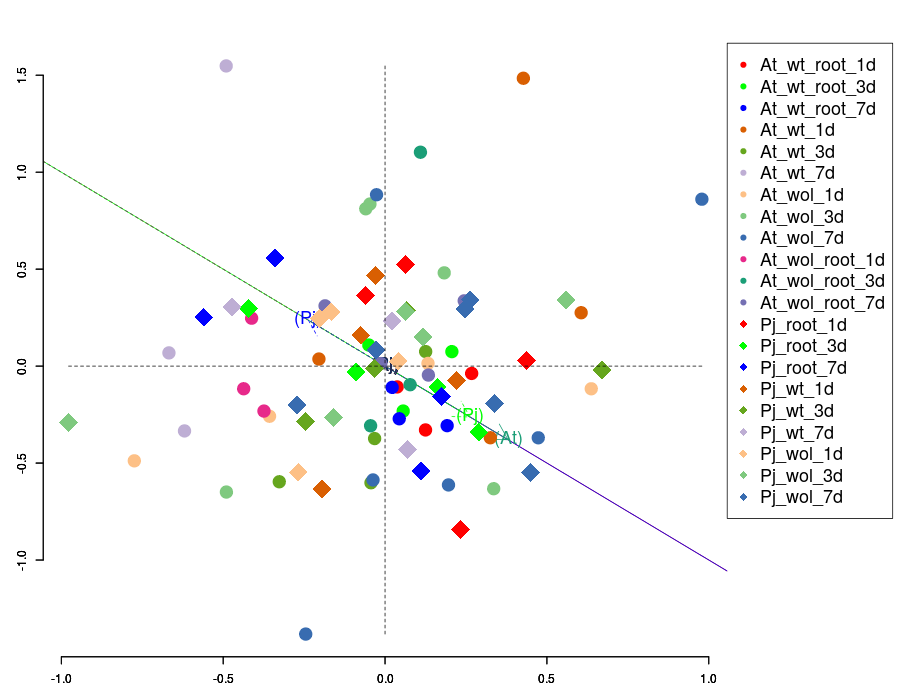 1.5
1.0
0.5
0.0
-0.5
-1.0
-1.0
-0.5
0.0
0.5
1.0
(Pj)
-(Pj)
(At)
At_wt_root_1d
At_wt_root_3d
At_wt_root_7d
At_wt_1d
At_wt_3d
At_wt_7d
At_wol_1d
At_wol_3d
At_wol_7d
At_wol_root_1d
At_wol_root_3d
At_wol_root_7d
Pj_root_1d
Pj_root_3d
Pj_root_7d
Pj_wt_1d
Pj_wt_3d
Pj_wt_7d
Pj_wol_1d
Pj_wol_3d
Pj_wol_7d